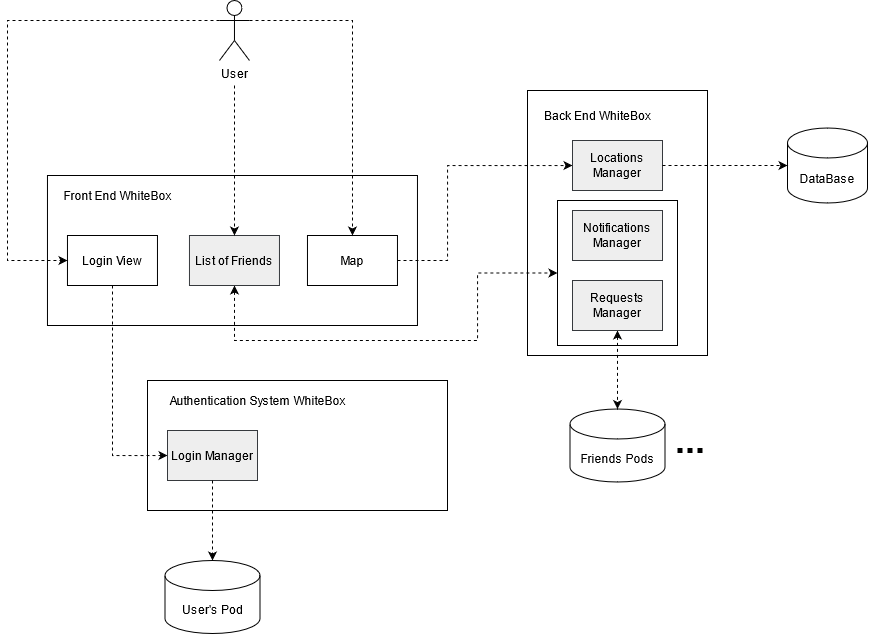 User
Back End WhiteBox
Locations
Manager
DataBase
Front End WhiteBox
Notifications
Manager
Login View
List of Friends
Map
Requests
Manager
Authentication System WhiteBox
Login Manager
Friends Pods
...
User's Pod